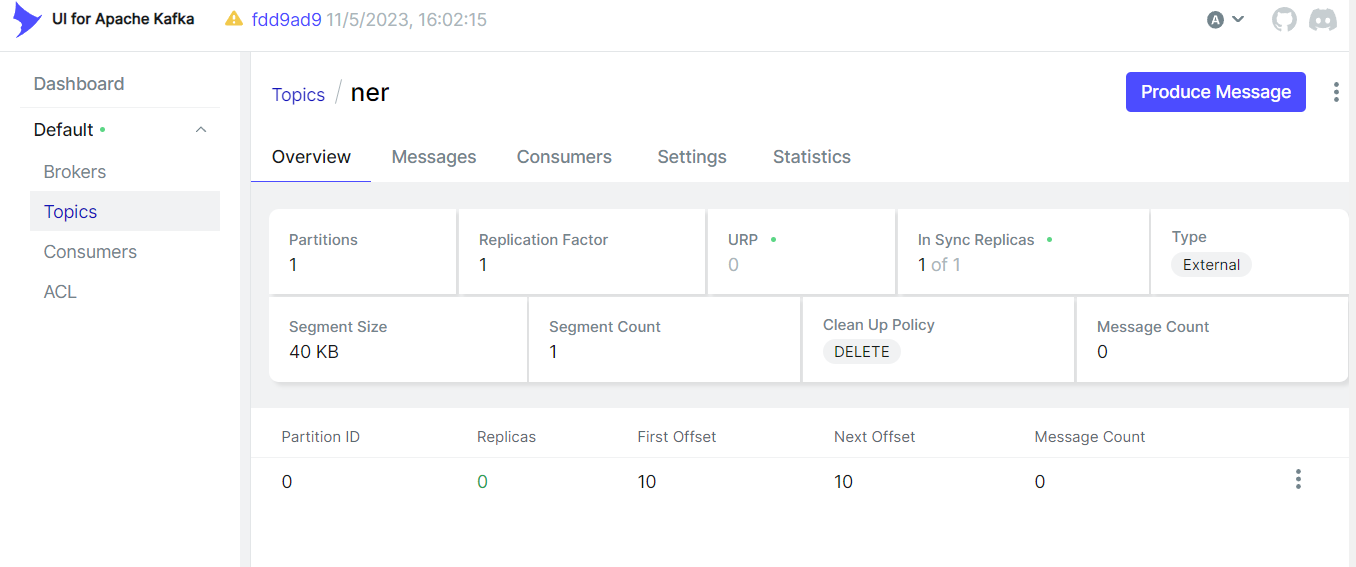 UI for Apache Kafka fdd9ad9 11/5/2023, 16:02:15 A
Dashboard
Default
Brokers
Topics
Consumers
ACL
Topics / ner
Produce Message
Overview Messages Consumers Settings Statistics
Partitions Replication Factor URP In Sync Replicas Type
1 1 0 1 of 1 External
Segment Size Segment Count Clean Up Policy Message Count
40 KB 1 DELETE 0
Partition ID Replicas First Offset Next Offset Message Count
0 0 10 10 0